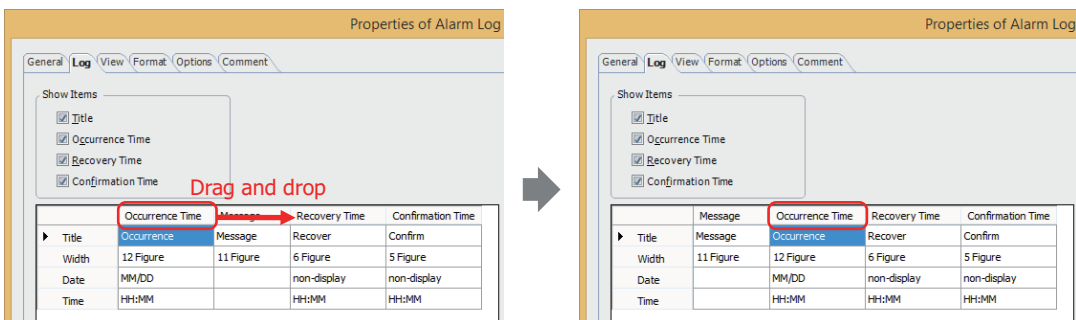 Properties of Alarm Log
General Log View Format Options Comment
Show Items
Title
Occurrence Time
Recovery Time
Confirmation Time
Drag and drop
Occurrence Time Message Recovery Time Confirmation Time
Title Occurrence Message Recover Confirm
Width 12 Figure 11 Figure 6 Figure 5 Figure
Date MM/DD non-display non-display
Time HH:MM HH:MM HH:MM
Properties of Alarm Log
General Log View Format Options Comment
Show Items
Title
Occurrence Time
Recovery Time
Confirmation Time
Message Occurrence Time Recovery Time Confirmation Time
Title Message Occurrence Recover Confirm
Width 11 Figure 12 Figure 6 Figure 5 Figure
Date MM/DD non-display non-display
Time HH:MM HH:MM HH:MM